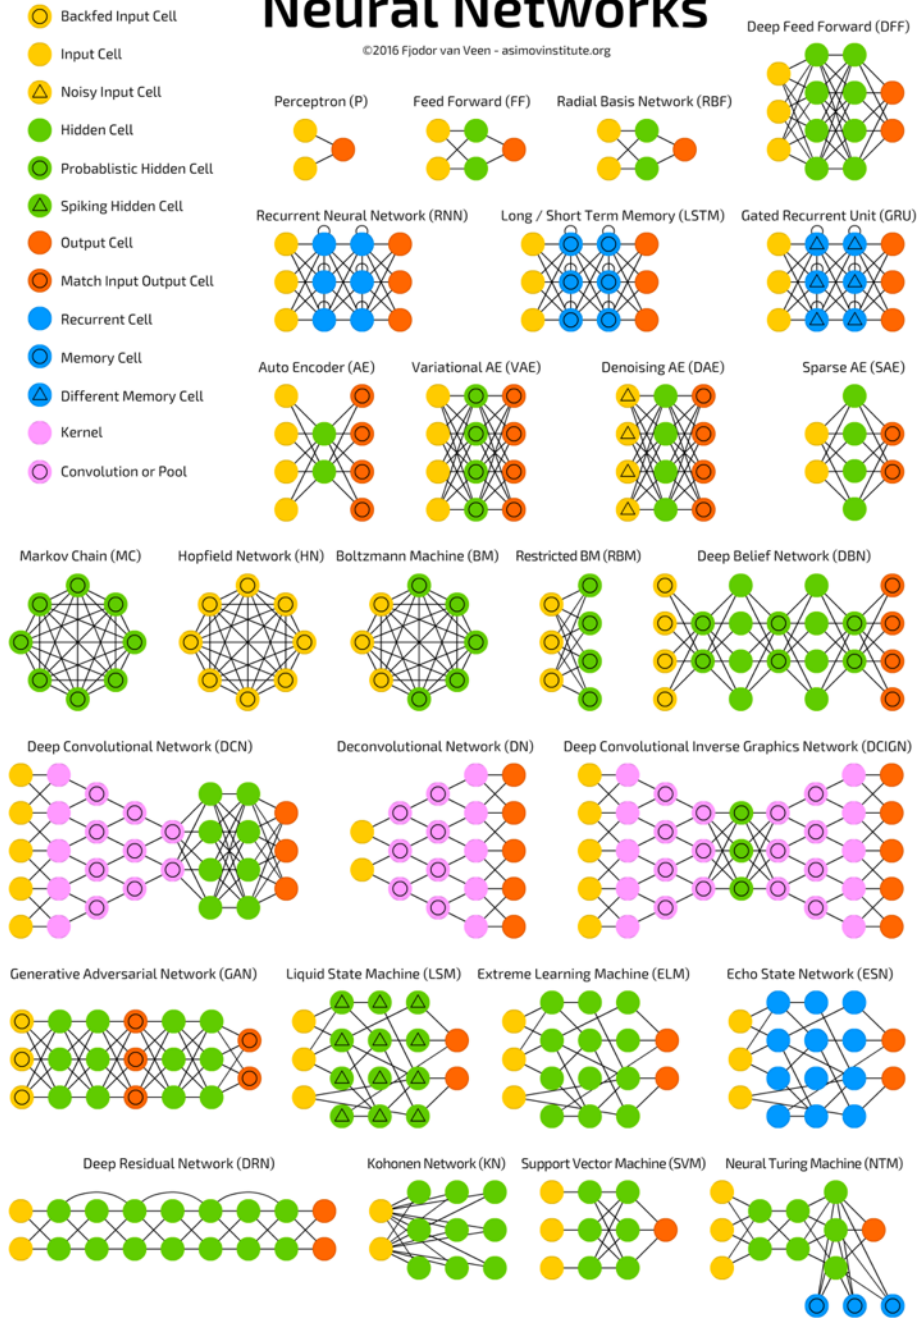 Neural Networks
©2016 Fjodor van Veen - asimovinstitute.org
Backfed Input Cell
Input Cell
Noisy Input Cell
Hidden Cell
Probablistic Hidden Cell
Spiking Hidden Cell
Output Cell
Match Input Output Cell
Recurrent Cell
Memory Cell
Different Memory Cell
Kernel
Convolution or Pool
Deep Feed Forward (DFF)
Perceptron (P)
Feed Forward (FF)
Radial Basis Network (RBF)
Recurrent Neural Network (RNN)
Long / Short Term Memory (LSTM)
Gated Recurrent Unit (GRU)
Auto Encoder (AE)
Variational AE (VAE)
Denoising AE (DAE)
Sparse AE (SAE)
Markov Chain (MC)
Hopfield Network (HN)
Boltzmann Machine (BM)
Restricted BM (RBM)
Deep Belief Network (DBN)
Deep Convolutional Network (DCN)
Deconvolutional Network (DN)
Deep Convolutional Inverse Graphics Network (DCIGN)
Generative Adversarial Network (GAN)
Liquid State Machine (LSM)
Extreme Learning Machine (ELM)
Echo State Network (ESN)
Deep Residual Network (DRN)
Kohonen Network (KN)
Support Vector Machine (SVM)
Neural Turing Machine (NTM)